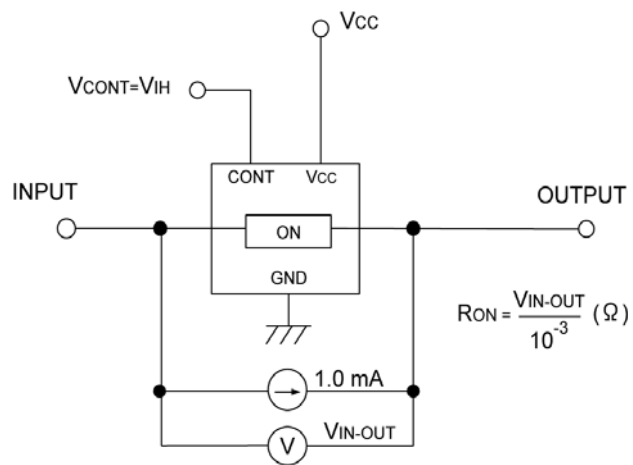 VCC
VCONT=VIH
CONT
VCC
INPUT
OUTPUT
ON
GND
RON = VIN-OUT / 10⁻³ (Ω)
1.0 mA
V
VIN-OUT